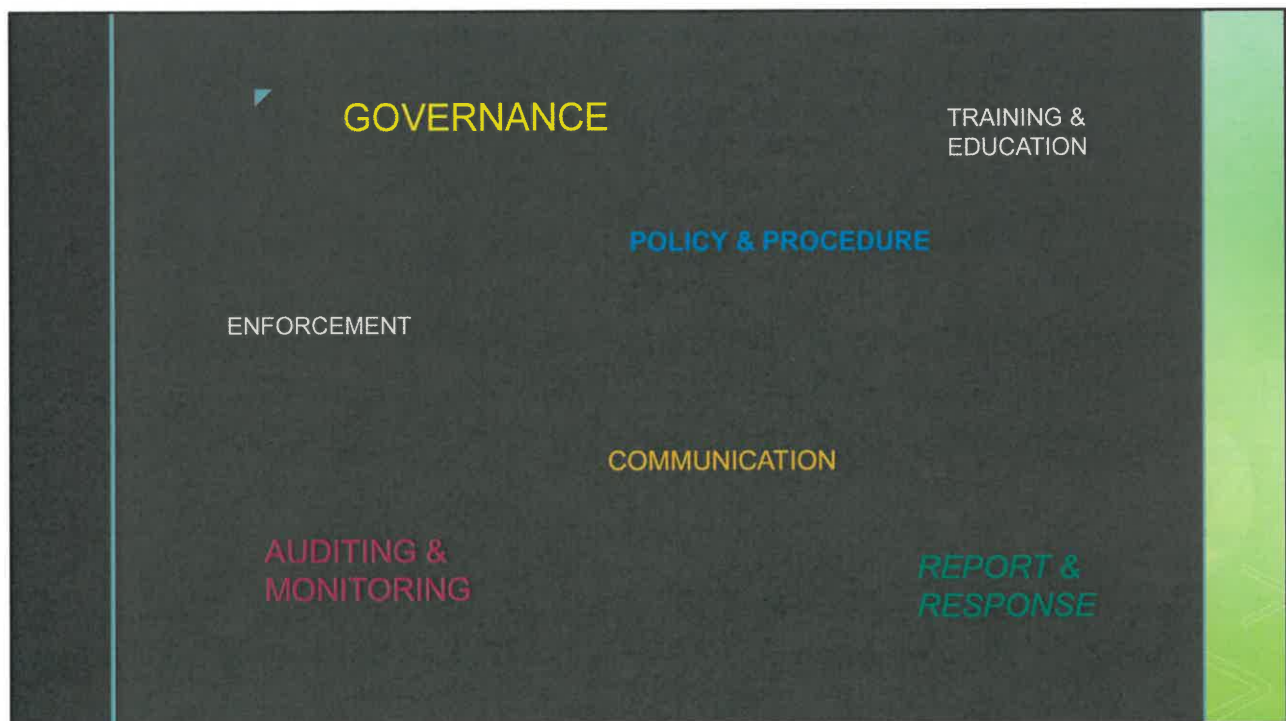 GOVERNANCE
TRAINING &
EDUCATION
POLICY & PROCEDURE
ENFORCEMENT
COMMUNICATION
AUDITING &
MONITORING
REPORT &
RESPONSE